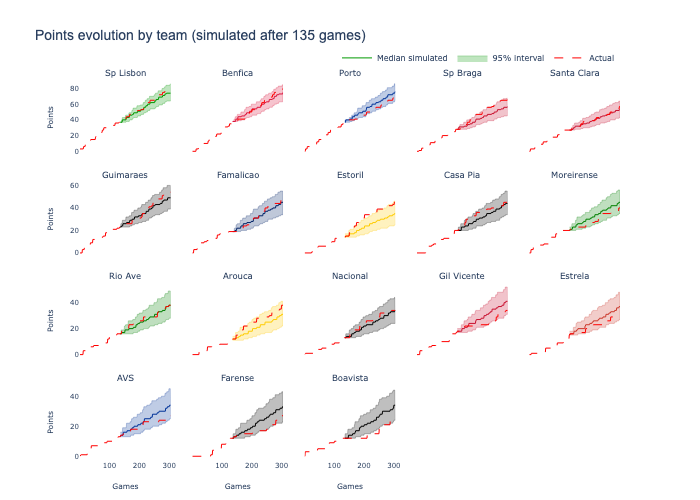 Points evolution by team (simulated after 135 games)
Median simulated 95% interval Actual
Sp Lisbon Benfica Porto Sp Braga Santa Clara
Points
80
60
40
20
0
Guimaraes Famalicao Estoril Casa Pia Moreirense
Points
60
40
20
0
Rio Ave Arouca Nacional Gil Vicente Estrela
Points
40
20
0
AVS Farense Boavista
Points
40
20
0
100 200 300 100 200 300 100 200 300
Games Games Games